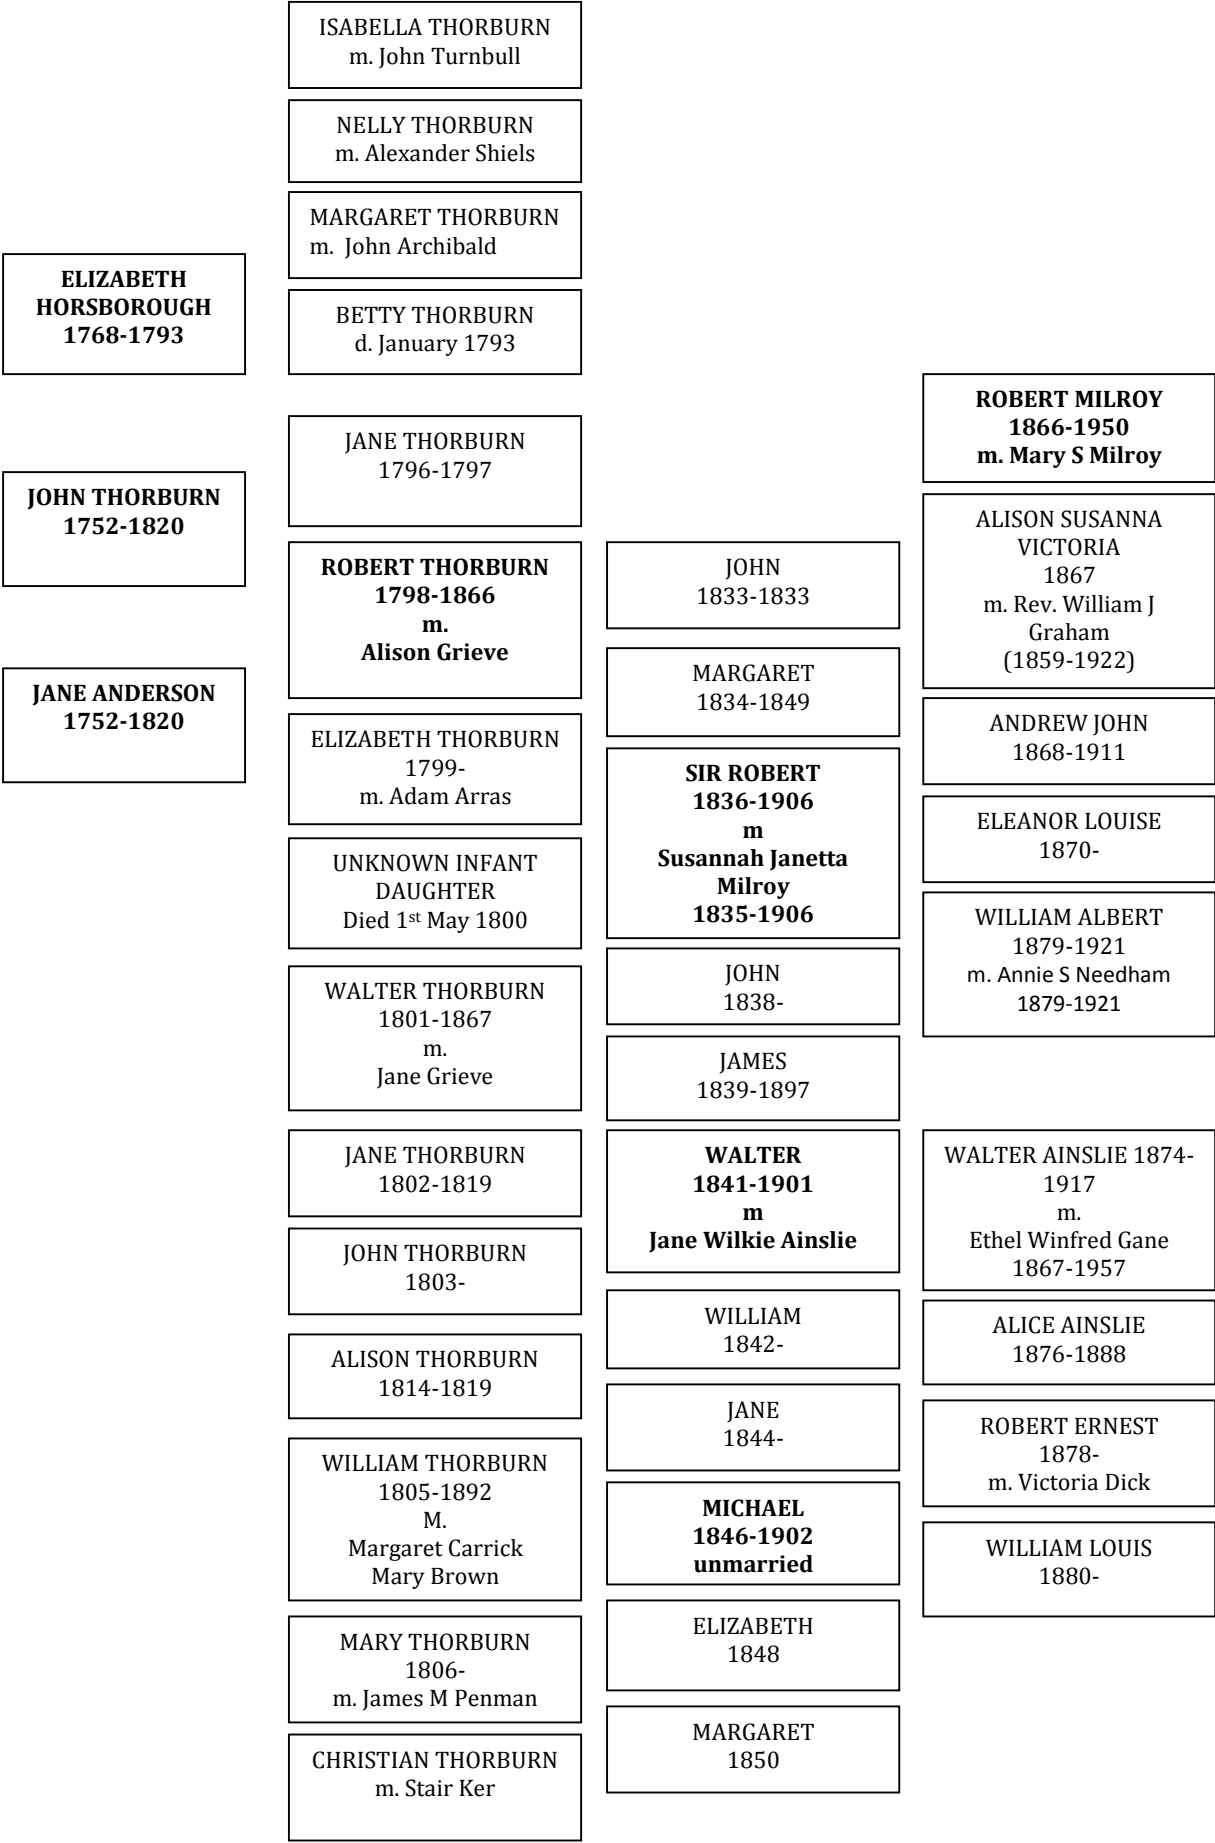 ELIZABETH
HORSBOROUGH
1768-1793
JOHN THORBURN
1752-1820
JANE ANDERSON
1752-1820
ISABELLA THORBURN
m. John Turnbull
NELLY THORBURN
m. Alexander Shiels
MARGARET THORBURN
m. John Archibald
BETTY THORBURN
d. January 1793
JANE THORBURN
1796-1797
ROBERT THORBURN
1798-1866
m.
Alison Grieve
ELIZABETH THORBURN
1799-
m. Adam Arras
UNKNOWN INFANT
DAUGHTER
Died 1st May 1800
WALTER THORBURN
1801-1867
m.
Jane Grieve
JANE THORBURN
1802-1819
JOHN THORBURN
1803-
ALISON THORBURN
1814-1819
WILLIAM THORBURN
1805-1892
M.
Margaret Carrick
Mary Brown
MARY THORBURN
1806-
m. James M Penman
CHRISTIAN THORBURN
m. Stair Ker
JOHN
1833-1833
MARGARET
1834-1849
SIR ROBERT
1836-1906
m
Susannah Janetta
Milroy
1835-1906
JOHN
1838-
JAMES
1839-1897
WALTER
1841-1901
m
Jane Wilkie Ainslie
WILLIAM
1842-
JANE
1844-
MICHAEL
1846-1902
unmarried
ELIZABETH
1848
MARGARET
1850
ROBERT MILROY
1866-1950
m. Mary S Milroy
ALISON SUSANNA
VICTORIA
1867
m. Rev. William J
Graham
(1859-1922)
ANDREW JOHN
1868-1911
ELEANOR LOUISE
1870-
WILLIAM ALBERT
1879-1921
m. Annie S Needham
1879-1921
WALTER AINSLIE 1874-
1917
m.
Ethel Winfred Gane
1867-1957
ALICE AINSLIE
1876-1888
ROBERT ERNEST
1878-
m. Victoria Dick
WILLIAM LOUIS
1880-